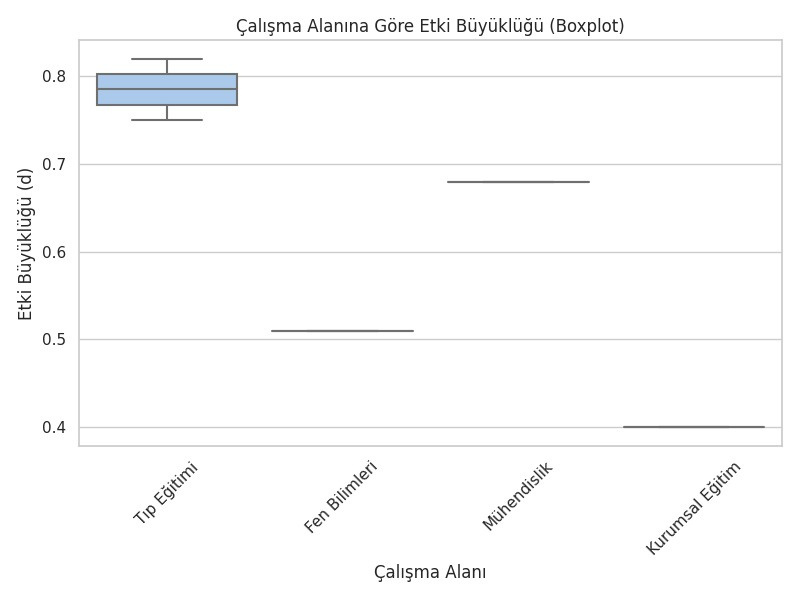 Çalışma Alanına Göre Etki Büyüklüğü (Boxplot)
Etki Büyüklüğü (d)
0.8
0.7
0.6
0.5
0.4
Tıp Eğitimi
Fen Bilimleri
Mühendislik
Kurumsal Eğitim
Çalışma Alanı